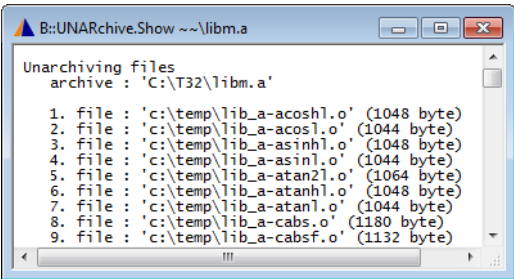 B::UNARchive.Show ~~\libm.a
Unarchiving files
archive : 'C:\T32\libm.a'
1. file : 'c:\temp\lib_a-acoshl.o' (1048 byte)
2. file : 'c:\temp\lib_a-acosl.o' (1044 byte)
3. file : 'c:\temp\lib_a-asinhl.o' (1048 byte)
4. file : 'c:\temp\lib_a-asinl.o' (1044 byte)
5. file : 'c:\temp\lib_a-atan2l.o' (1064 byte)
6. file : 'c:\temp\lib_a-atanhl.o' (1048 byte)
7. file : 'c:\temp\lib_a-atanl.o' (1044 byte)
8. file : 'c:\temp\lib_a-cabs.o' (1180 byte)
9. file : 'c:\temp\lib_a-cabsf.o' (1132 byte)